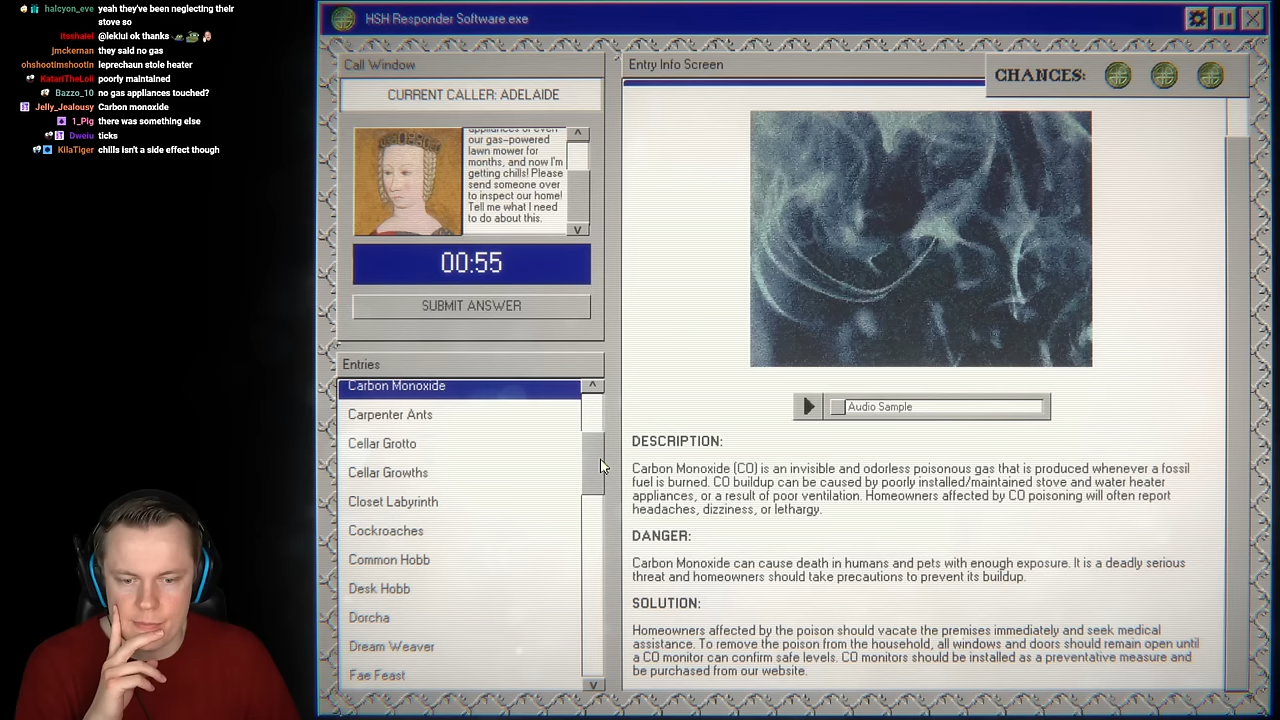 halcyon_eve yeah they've been neglecting their
stove so
itsshaiel @lekiul ok thanks
jmckernan they said no gas
ohshootimshootin leprechaun stole heater
KatariTheLoli poorly maintained
Bazzo_10 no gas appliances touched?
Jelly_Jealousy Carbon monoxide
1_Pig there was something else
Dweiu ticks
KilaTiger chills isn't a side effect though
HSH Responder Software.exe
Call Window
CURRENT CALLER: ADELAIDE
appliances or even
our gas-powered
lawn mower for
months, and now I'm
getting chills! Please
send someone over
to inspect our home!
Tell me what I need
to do about this.
00:55
SUBMIT ANSWER
Entries
Carbon Monoxide
Carpenter Ants
Cellar Grotto
Cellar Growths
Closet Labyrinth
Cockroaches
Common Hobb
Desk Hobb
Dorcha
Dream Weaver
Fae Feast
Entry Info Screen
CHANCES:
Audio Sample
DESCRIPTION:
Carbon Monoxide (CO) is an invisible and odorless poisonous gas that is produced whenever a fossil
fuel is burned. CO buildup can be caused by poorly installed/maintained stove and water heater
appliances, or a result of poor ventilation. Homeowners affected by CO poisoning will often report
headaches, dizziness, or lethargy.
DANGER:
Carbon Monoxide can cause death in humans and pets with enough exposure. It is a deadly serious
threat and homeowners should take precautions to prevent its buildup.
SOLUTION:
Homeowners affected by the poison should vacate the premises immediately and seek medical
assistance. To remove the poison from the household, all windows and doors should remain open until
a CO monitor can confirm safe levels. CO monitors should be installed as a preventative measure and
be purchased from our website.